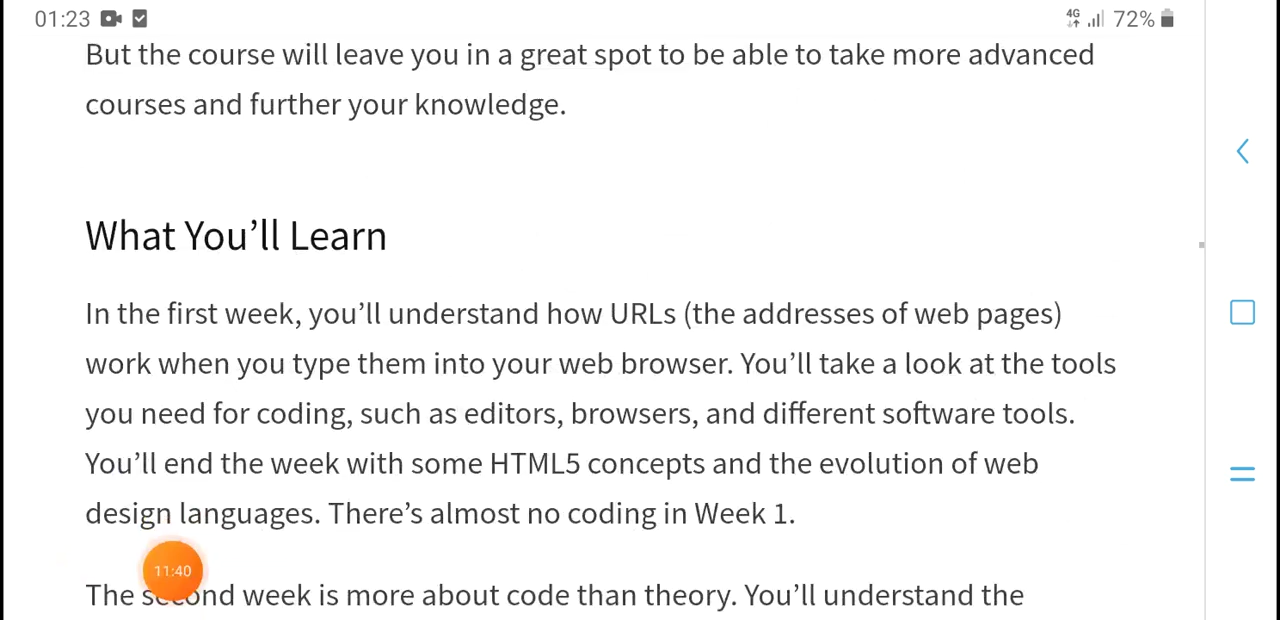 01:23
4G 72%
But the course will leave you in a great spot to be able to take more advanced
courses and further your knowledge.
What You’ll Learn
In the first week, you’ll understand how URLs (the addresses of web pages)
work when you type them into your web browser. You’ll take a look at the tools
you need for coding, such as editors, browsers, and different software tools.
You’ll end the week with some HTML5 concepts and the evolution of web
design languages. There’s almost no coding in Week 1.
11:40
The second week is more about code than theory. You’ll understand the